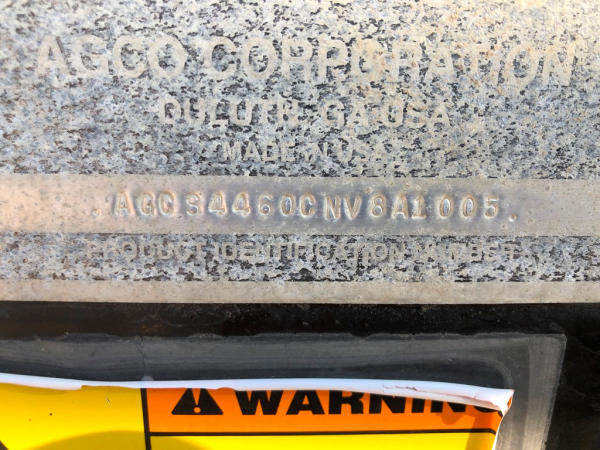 AGCO CORPORATION
DULUTH, GA USA
MADE IN USA
.AGCS4460CNV8A1005.
PRODUCT IDENTIFICATION NUMBER
WARNING